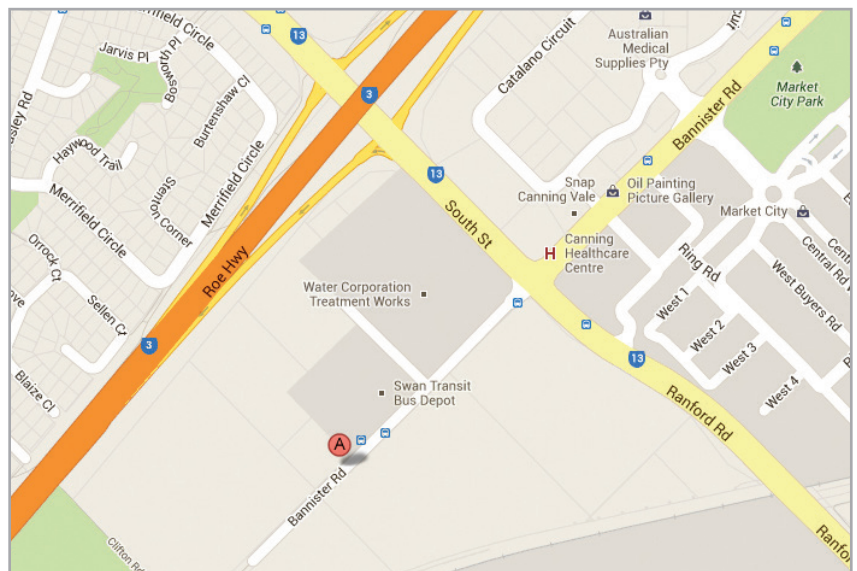 Merrifield Circle
13
Jarvis Pl
Bosworth Pl
Burtenshaw Cl
Haywood Trail
Merrifield Circle
Merrifield Circle
Orrock Ct
Sellen Ct
Blaize Cl
Roe Hwy
3
3
13
South St
Catalano Circuit
Australian
Medical
Supplies Pty
Bannister Rd
Market
City Park
Snap
Canning Vale
Oil Painting
Picture Gallery
Market City
H
Canning
Healthcare
Centre
Ring Rd
Central Rd
West Buyers Rd
West 1
West 2
West 3
West 4
Water Corporation
Treatment Works
Swan Transit
Bus Depot
13
Ranford Rd
A
Bannister Rd
Clifton Rd
Ranfo